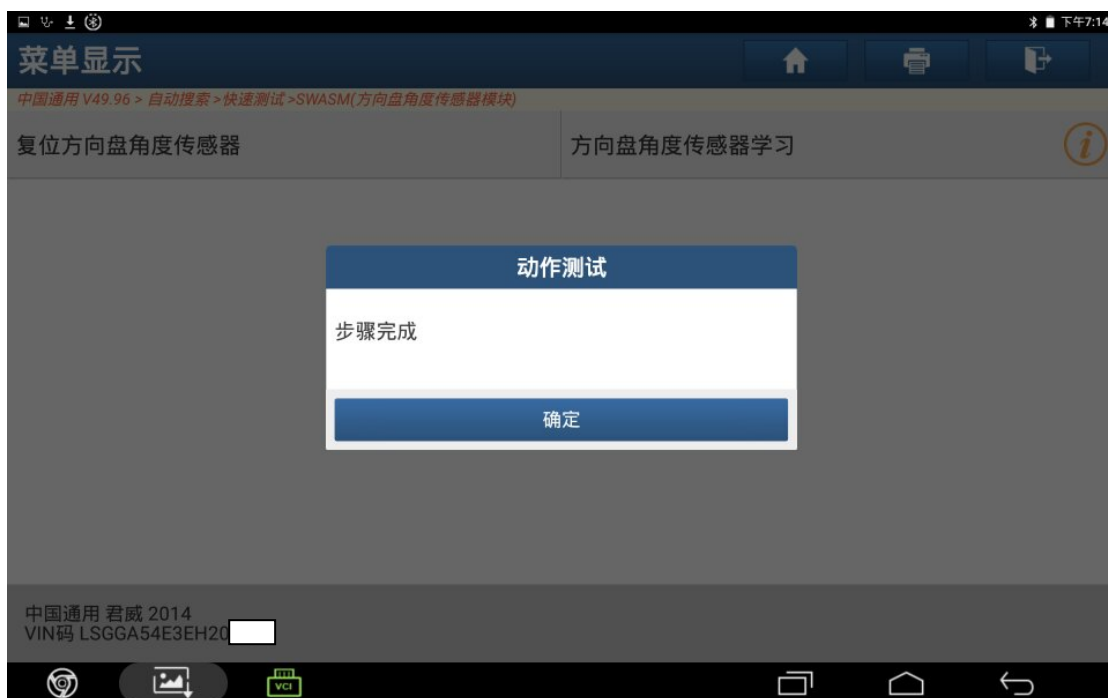 下午7:14
菜单显示
中国通用 V49.96 > 自动搜索 >快速测试 >SWASM(方向盘角度传感器模块)
复位方向盘角度传感器
方向盘角度传感器学习
i
动作测试
步骤完成
确定
中国通用 君威 2014
VIN码 LSGGA54E3EH20
VCI